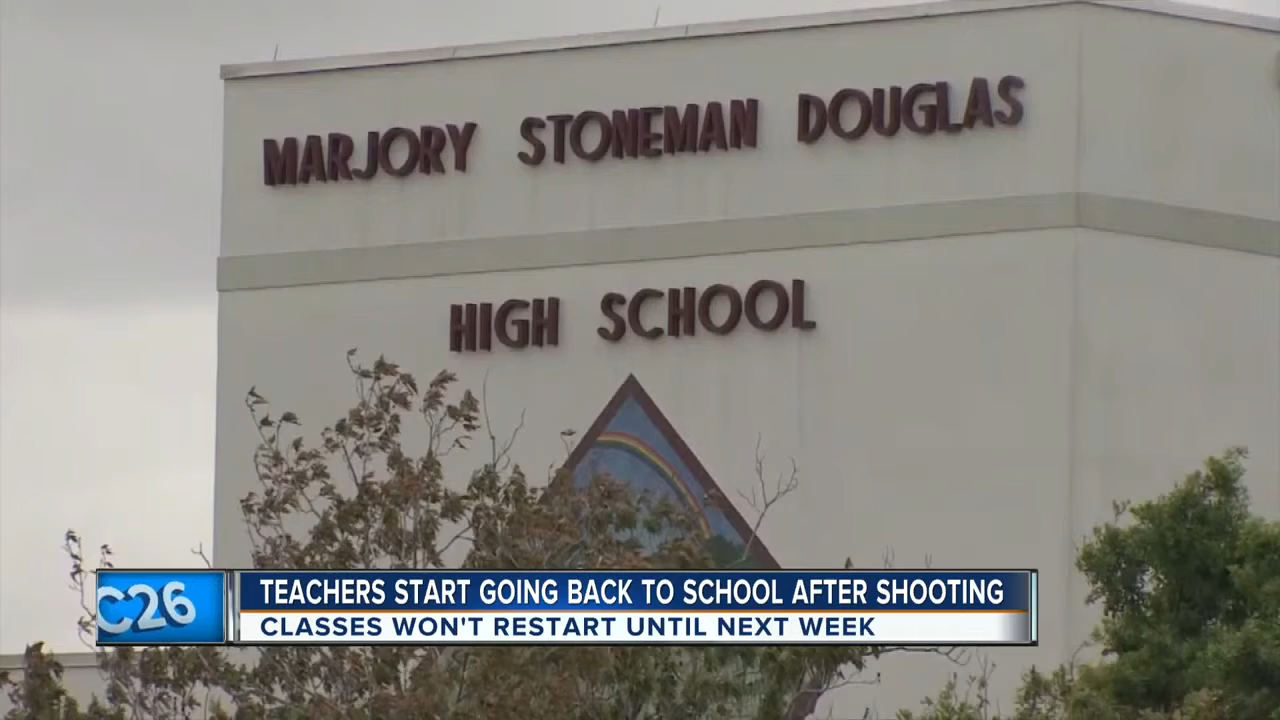 MARJORY STONEMAN DOUGLAS
HIGH SCHOOL
C26
TEACHERS START GOING BACK TO SCHOOL AFTER SHOOTING
CLASSES WON'T RESTART UNTIL NEXT WEEK